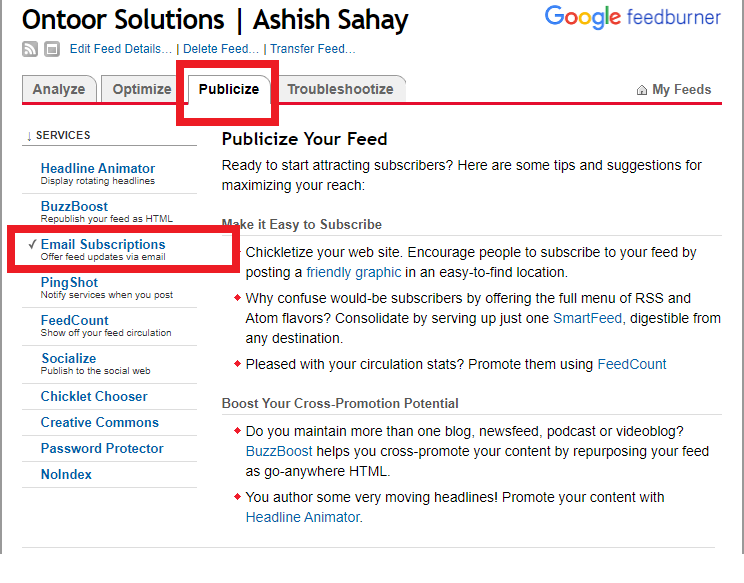 Ontoor Solutions | Ashish Sahay
Google feedburner
Edit Feed Details... | Delete Feed... | Transfer Feed...
Analyze Optimize Publicize Troubleshootize My Feeds
↓ SERVICES
Headline Animator
Display rotating headlines
BuzzBoost
Republish your feed as HTML
✓ Email Subscriptions
Offer feed updates via email
PingShot
Notify services when you post
FeedCount
Show off your feed circulation
Socialize
Publish to the social web
Chicklet Chooser
Creative Commons
Password Protector
NoIndex
Publicize Your Feed
Ready to start attracting subscribers? Here are some tips and suggestions for
maximizing your reach:
Make it Easy to Subscribe
Chickletize your web site. Encourage people to subscribe to your feed by
posting a friendly graphic in an easy-to-find location.
Why confuse would-be subscribers by offering the full menu of RSS and
Atom flavors? Consolidate by serving up just one SmartFeed, digestible from
any destination.
Pleased with your circulation stats? Promote them using FeedCount
Boost Your Cross-Promotion Potential
Do you maintain more than one blog, newsfeed, podcast or videoblog?
BuzzBoost helps you cross-promote your content by repurposing your feed
as go-anywhere HTML.
You author some very moving headlines! Promote your content with
Headline Animator.